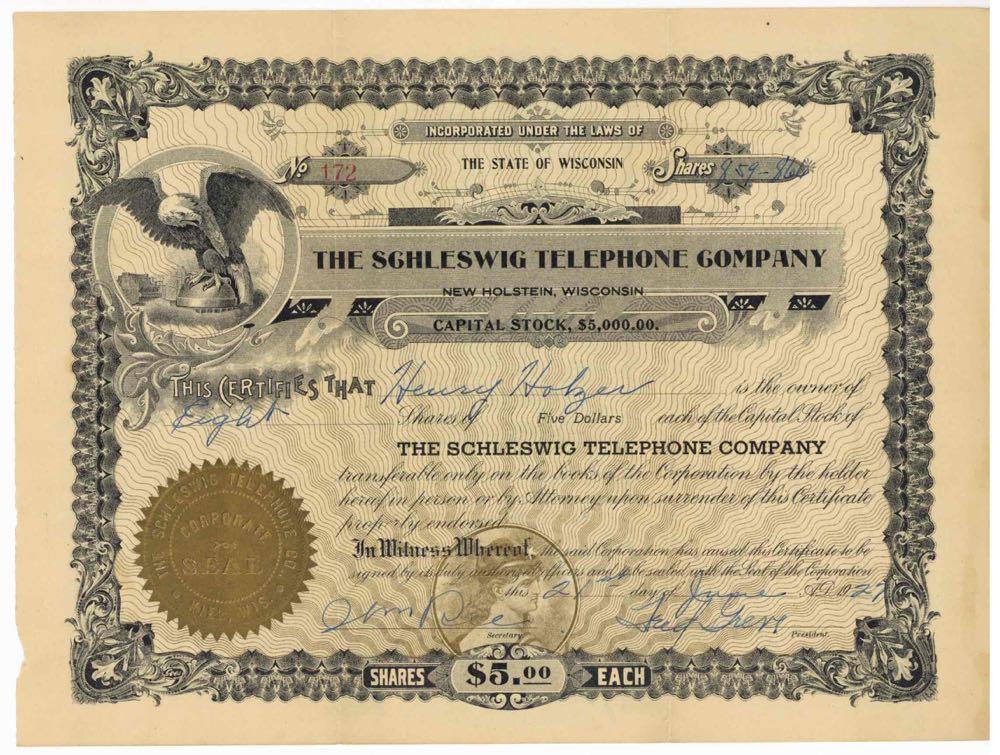 INCORPORATED UNDER THE LAWS OF
No 172 THE STATE OF WISCONSIN Shares 859-866
THE SCHLESWIG TELEPHONE COMPANY
NEW HOLSTEIN, WISCONSIN
CAPITAL STOCK, $5,000.00.
THIS CERTIFIES THAT Henry Holzer is the owner of
Eight Shares of Five Dollars each of the Capital Stock of
THE SCHLESWIG TELEPHONE COMPANY
transferable only on the books of the Corporation by the holder
hereof in person or by Attorney upon surrender of this Certificate
properly endorsed.
In Witness Whereof, the said Corporation has caused this Certificate to be
signed by its duly authorized officers and to be sealed with the Seal of the Corporation
this 21st day of June A.D. 1927
Secretary. President.
THE SCHLESWIG TELEPHONE CO.
CORPORATE
SEAL
KIEL, WIS.
SHARES $5.00 EACH